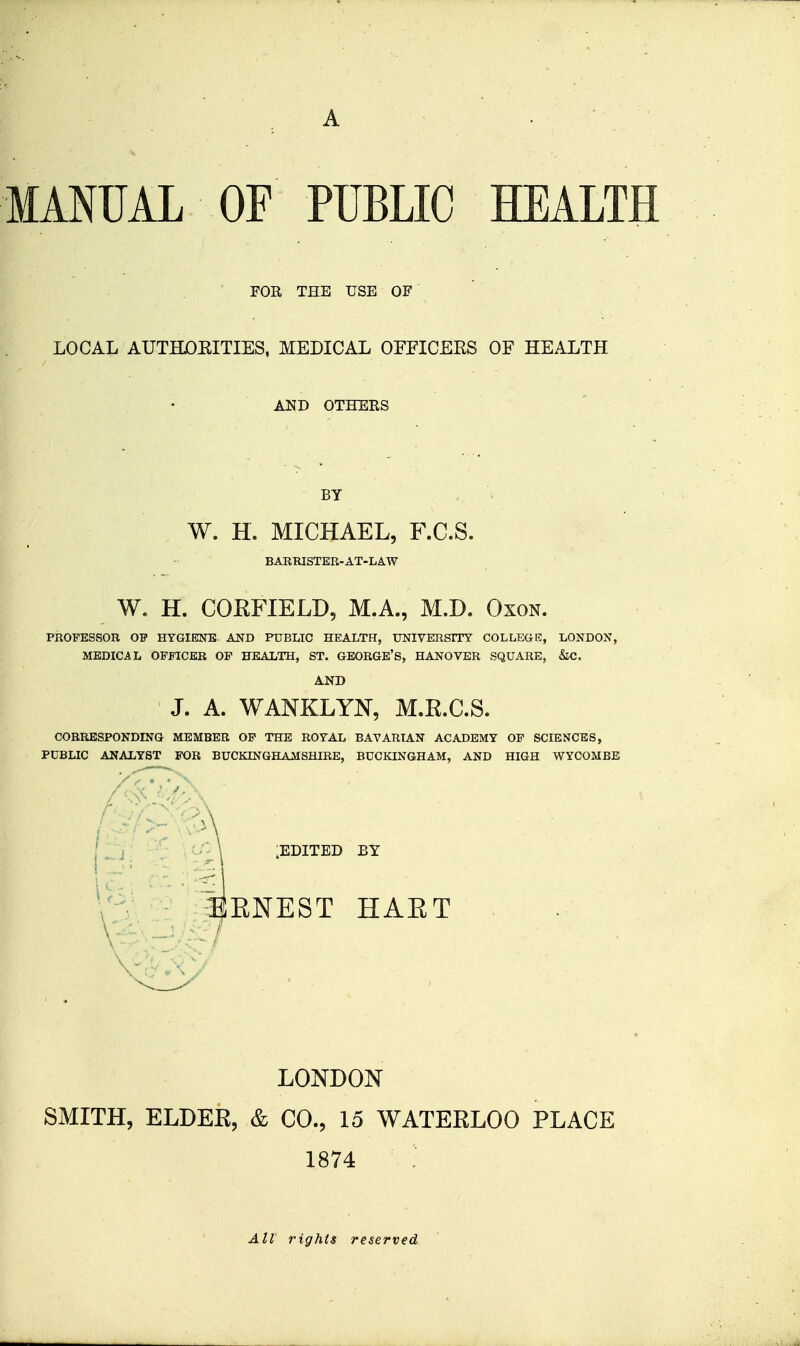 A
MANUAL OF PUBLIC HEALTH
FOR THE USE OF
LOCAL AUTHORITIES, MEDICAL OFFICERS OF HEALTH
AND OTHERS
BY
W. H. MICHAEL, F.C.S.
BARRISTER-AT-LAW
W. H. CORFIELD, M.A., M.D. OXON.
PROFESSOR OF HYGIENE AND PUBLIC HEALTH, UNIVERSITY COLLEGE, LONDON,
MEDICAL OFFICER OF HEALTH, ST. GEORGE'S, HANOVER SQUARE, &C.
AND
J. A. WANKLYN, M.R.C.S.
CORRESPONDING MEMBER OF THE ROYAL BAVARIAN ACADEMY OF SCIENCES,
PUBLIC ANALYST FOR BUCKINGHAMSHIRE, BUCKINGHAM, AND HIGH WYCOMBE
EDITED BY
ERNEST HART
LONDON
SMITH, ELDER, & CO., 15 WATERLOO PLACE
1874
All rights reserved